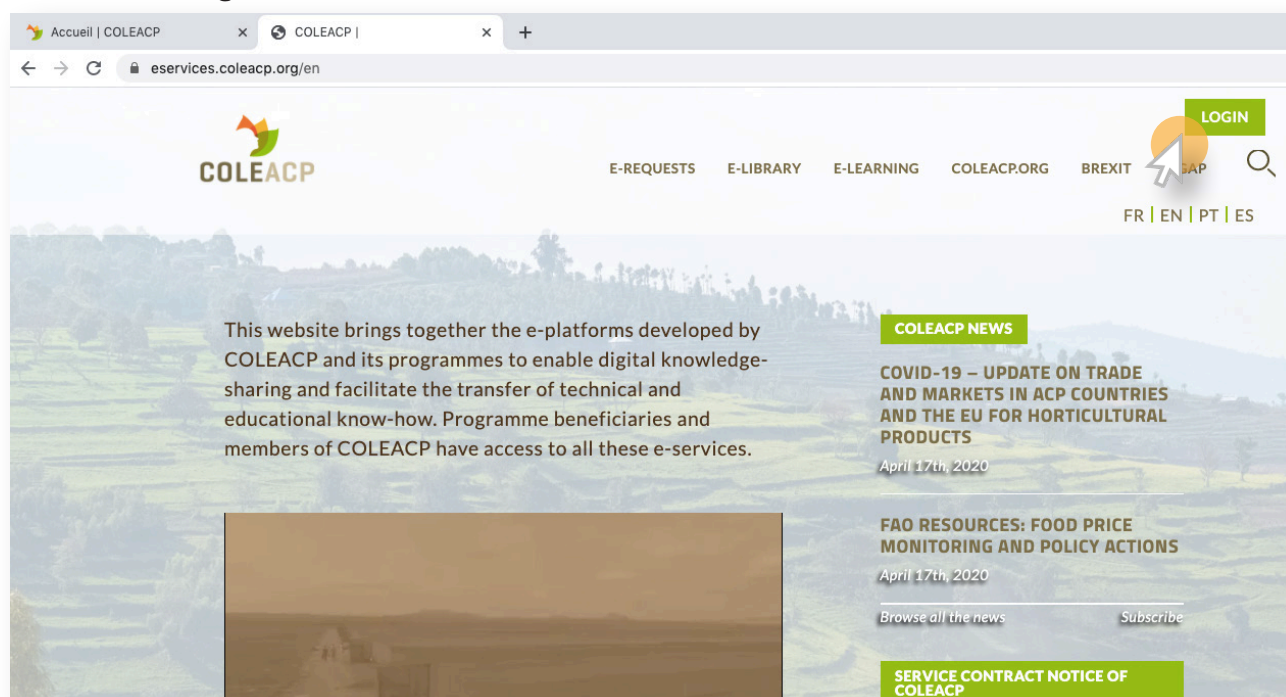 Accueil | COLEACP
COLEACP |
eservices.coleacp.org/en
LOGIN
COLEACP
E-REQUESTS E-LIBRARY E-LEARNING COLEACP.ORG BREXIT GAP
FR | EN | PT | ES
This website brings together the e-platforms developed by
COLEACP and its programmes to enable digital knowledge-
sharing and facilitate the transfer of technical and
educational know-how. Programme beneficiaries and
members of COLEACP have access to all these e-services.
COLEACP NEWS
COVID-19 – UPDATE ON TRADE
AND MARKETS IN ACP COUNTRIES
AND THE EU FOR HORTICULTURAL
PRODUCTS
April 17th, 2020
FAO RESOURCES: FOOD PRICE
MONITORING AND POLICY ACTIONS
April 17th, 2020
Browse all the news Subscribe
SERVICE CONTRACT NOTICE OF
COLEACP